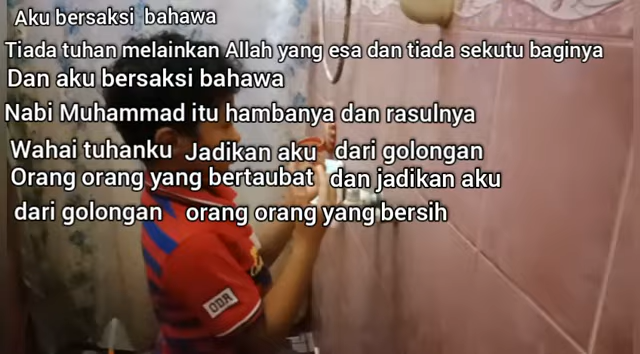 Aku bersaksi bahawa
Tiada tuhan melainkan Allah yang esa dan tiada sekutu baginya
Dan aku bersaksi bahawa
Nabi Muhammad itu hambanya dan rasulnya
Wahai tuhanku Jadikan aku dari golongan
Orang orang yang bertaubat dan jadikan aku
dari golongan orang orang yang bersih
ODR